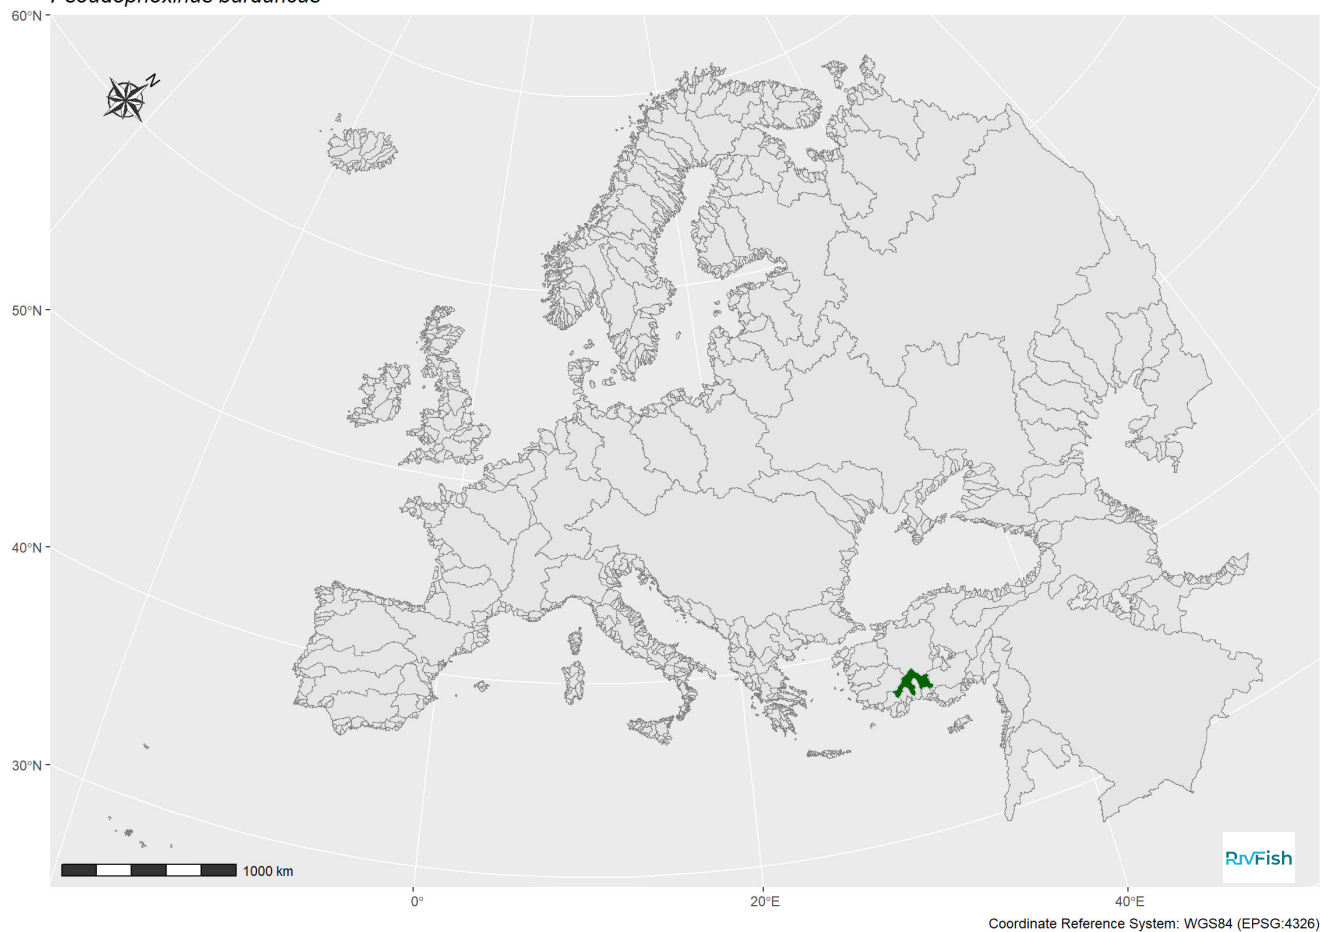 Pseudophoxinus burduricus
60°N
N
50°N
40°N
30°N
1000 km
RivFish
0°
20°E
40°E
Coordinate Reference System: WGS84 (EPSG:4326)